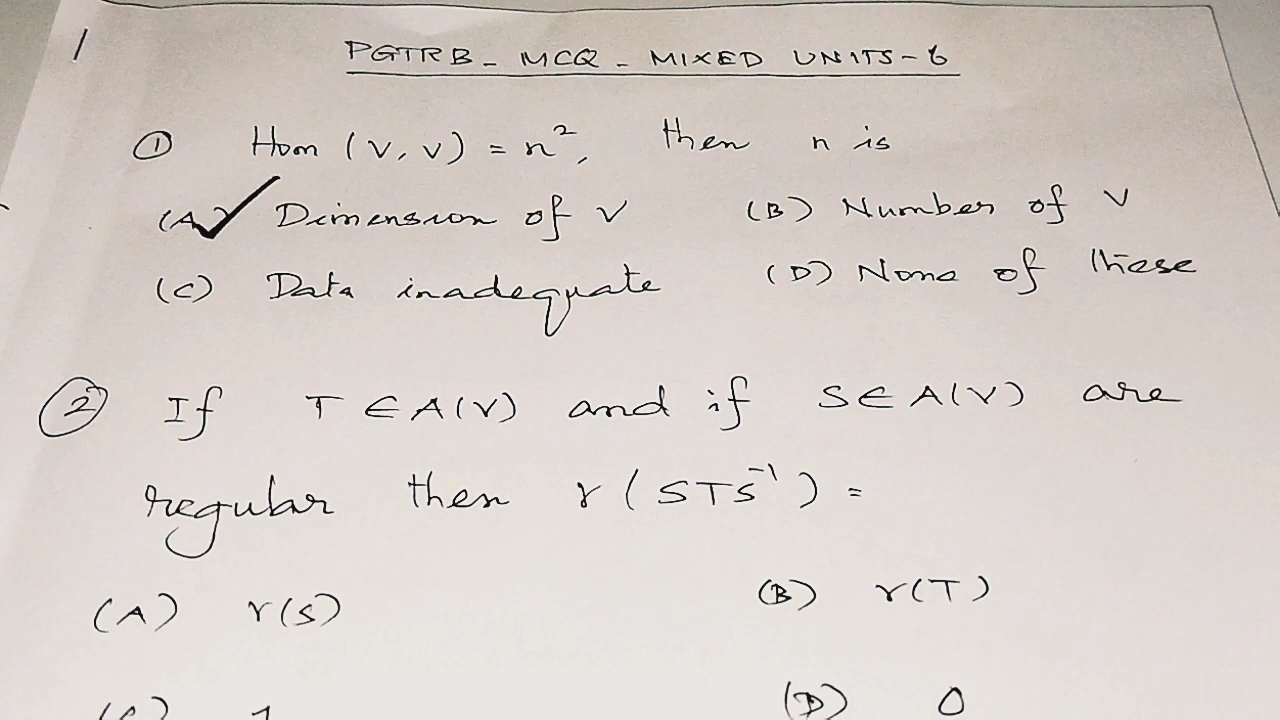 1
PGTRB - MCQ - MIXED UNITS - 6
① Hom (V, V) = n², then n is
(A) Dimension of V (B) Number of V
(C) Data inadequate (D) None of these
② If T ∈ A(V) and if S ∈ A(V) are
regular then r (STS⁻¹) =
(A) r(S) (B) r(T)
(C) 1 (D) 0